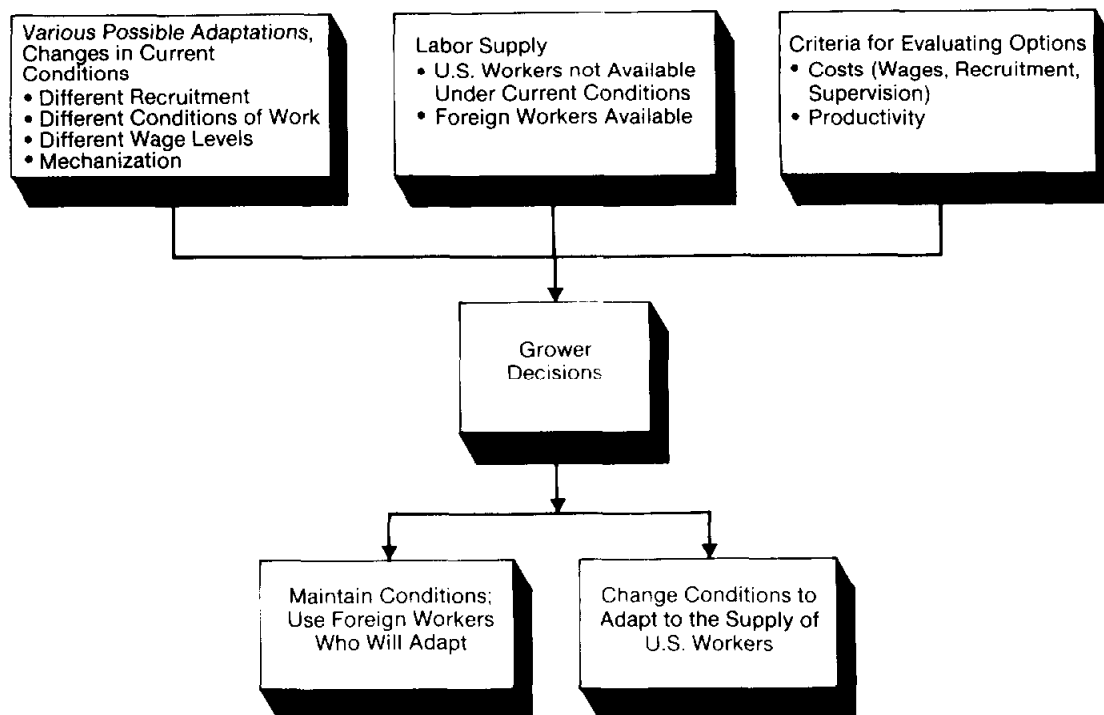 Various Possible Adaptations,
Changes in Current
Conditions
• Different Recruitment
• Different Conditions of Work
• Different Wage Levels
• Mechanization
Labor Supply
• U.S. Workers not Available
Under Current Conditions
• Foreign Workers Available
Criteria for Evaluating Options
• Costs (Wages, Recruitment,
Supervision)
• Productivity
Grower
Decisions
Maintain Conditions;
Use Foreign Workers
Who Will Adapt
Change Conditions to
Adapt to the Supply of
U.S. Workers